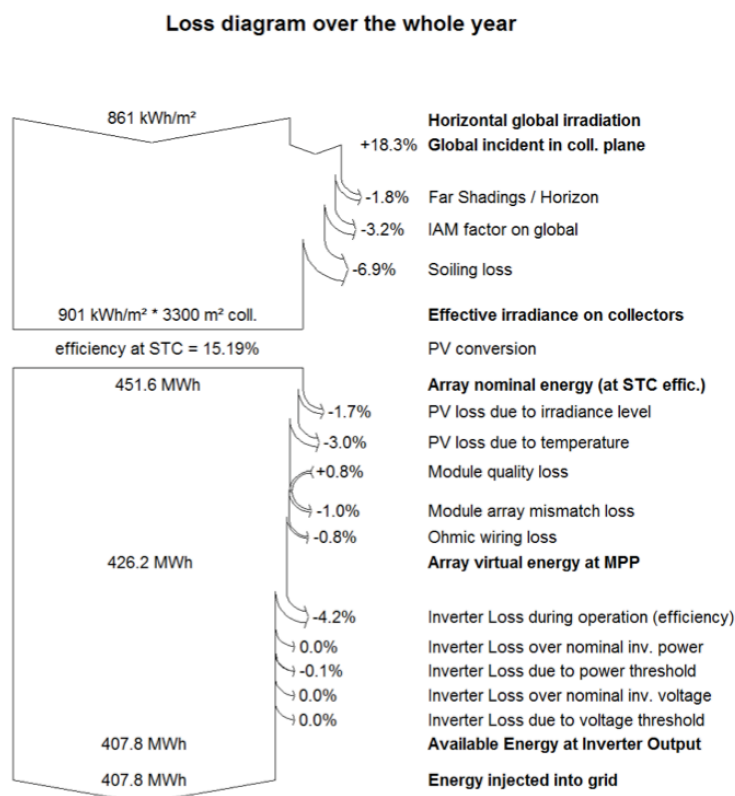 Loss diagram over the whole year
861 kWh/m² Horizontal global irradiation
+18.3% Global incident in coll. plane
-1.8% Far Shadings / Horizon
-3.2% IAM factor on global
-6.9% Soiling loss
901 kWh/m² * 3300 m² coll. Effective irradiance on collectors
efficiency at STC = 15.19% PV conversion
451.6 MWh Array nominal energy (at STC effic.)
-1.7% PV loss due to irradiance level
-3.0% PV loss due to temperature
+0.8% Module quality loss
-1.0% Module array mismatch loss
-0.8% Ohmic wiring loss
426.2 MWh Array virtual energy at MPP
-4.2% Inverter Loss during operation (efficiency)
0.0% Inverter Loss over nominal inv. power
-0.1% Inverter Loss due to power threshold
0.0% Inverter Loss over nominal inv. voltage
0.0% Inverter Loss due to voltage threshold
407.8 MWh Available Energy at Inverter Output
407.8 MWh Energy injected into grid